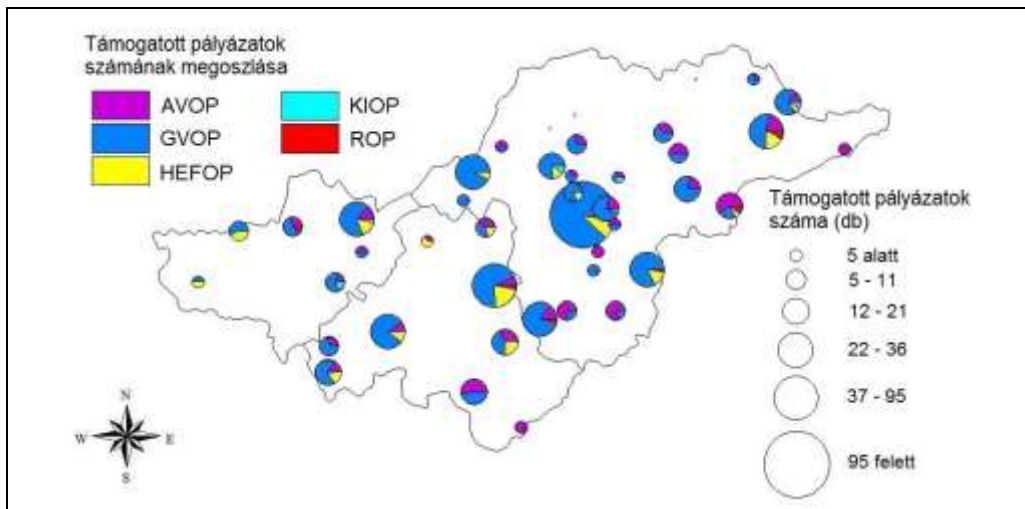 Támogatott pályázatok
számának megoszlása
AVOP
KIOP
GVOP
ROP
HEFOP
Támogatott pályázatok
száma (db)
5 alatt
5 - 11
12 - 21
22 - 36
37 - 95
95 felett
N
W E
S